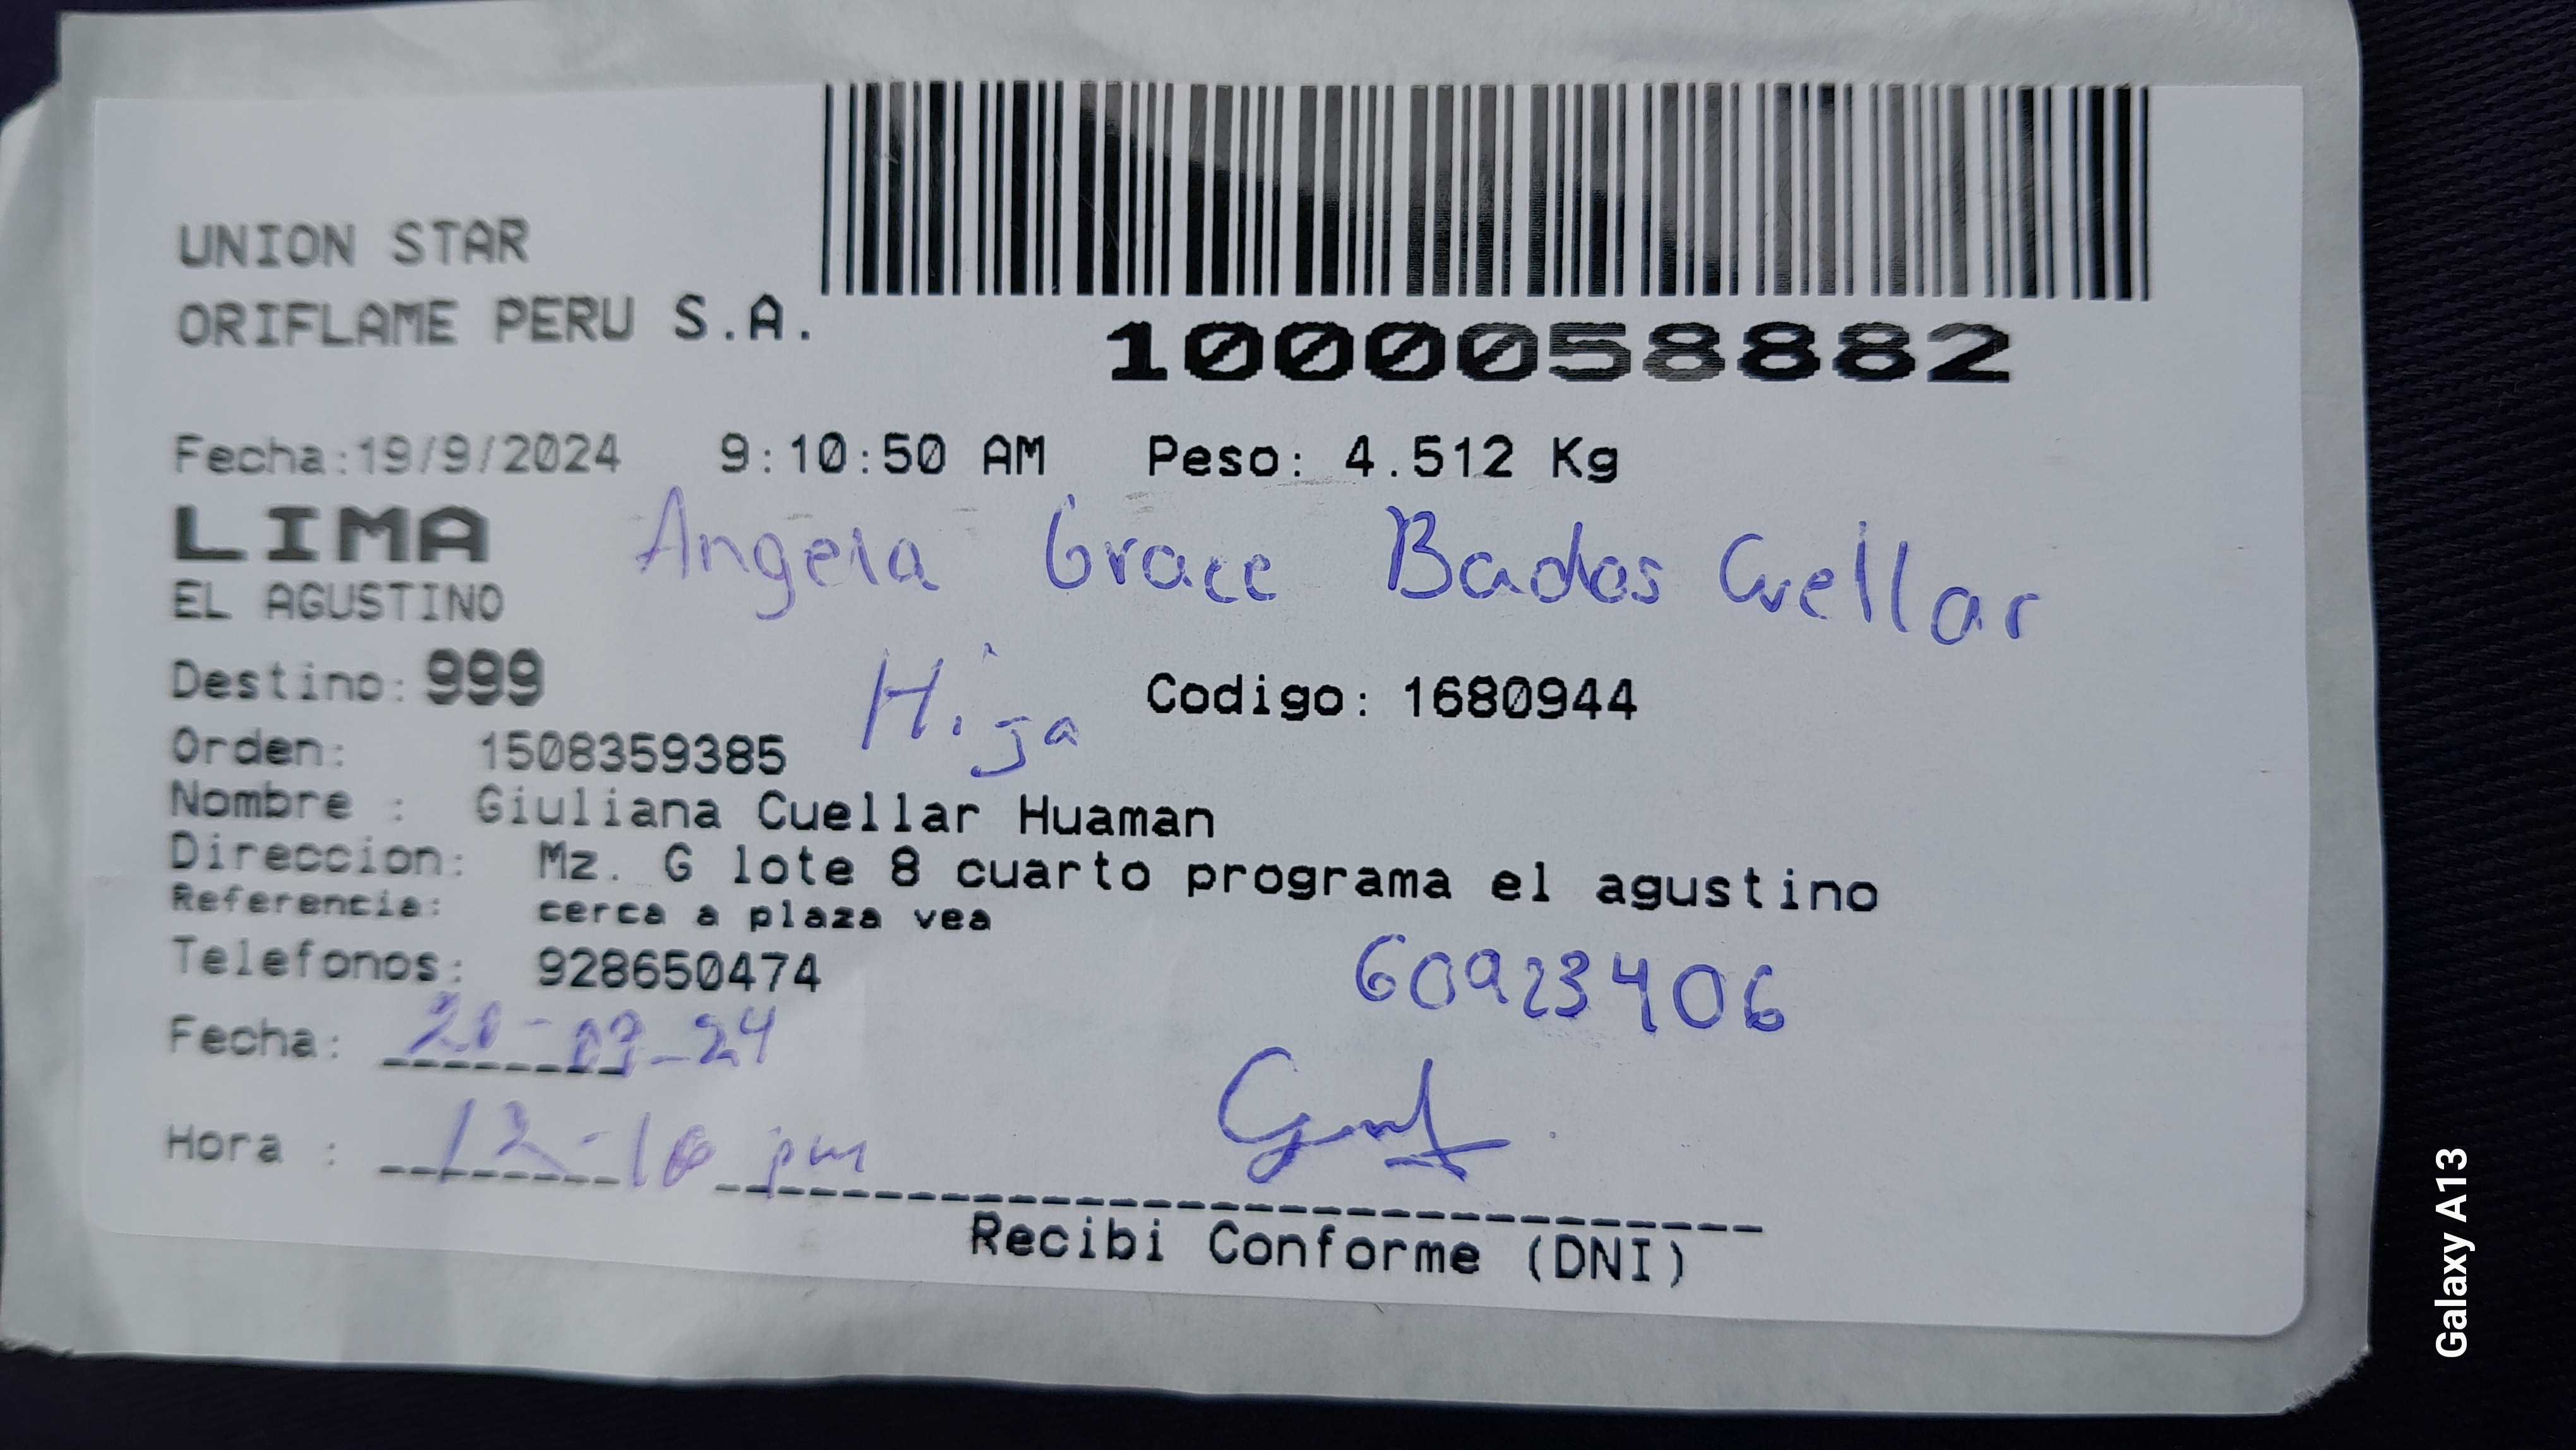 UNION STAR
ORIFLAME PERU S.A.
1000058882
Fecha:19/9/2024 9:10:50 AM Peso: 4.512 Kg
LIMA
Angela Grace Bados Cuellar
EL AGUSTINO
Destino: 999
Hija
Codigo: 1680944
Orden: 1508359385
Nombre : Giuliana Cuellar Huaman
Direccion: Mz. G lote 8 cuarto programa el agustino
Referencia: cerca a plaza vea
Telefonos: 928650474
60923406
Fecha: 20-09-24
Hora : 12-10 pm
Recibi Conforme (DNI)
Galaxy A13